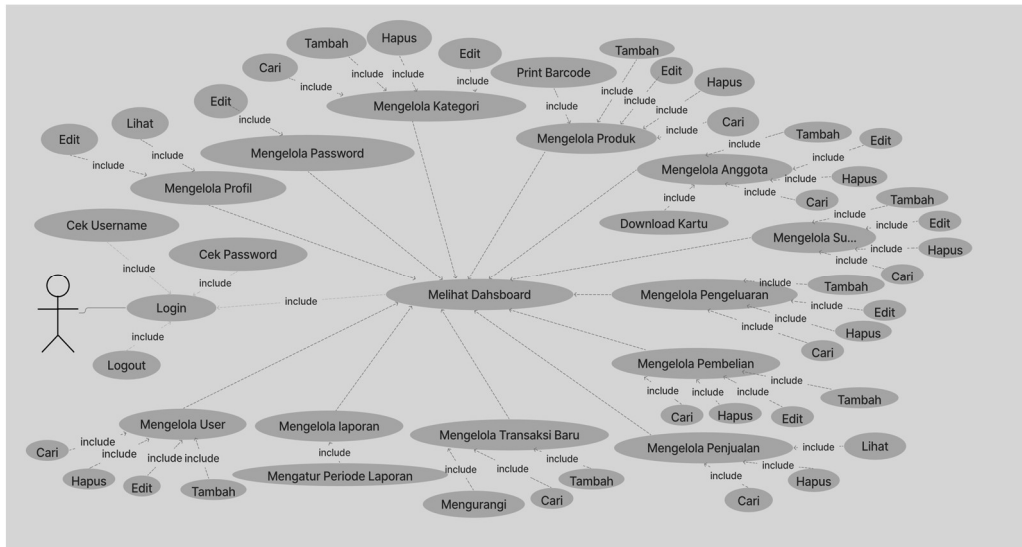 Hapus
Tambah
include
include
Edit
Cari
include
include
Mengelola Kategori
Print Barcode
include
Tambah
Edit
Hapus
include
include
include
include
Mengelola Produk
Edit
include
Mengelola Password
Lihat
include
Edit
include
Mengelola Profil
Cari
include
Tambah
Edit
include
Mengelola Anggota
include
Hapus
include
Cari
include
Download Kartu
Tambah
include
Edit
include
Mengelola Su...
include
Hapus
include
Cari
Cek Username
include
Cek Password
include
Login
include
Logout
include
Melihat Dahsboard
Mengelola Pengeluaran
include
Tambah
include
Edit
include
Hapus
include
Cari
Mengelola Pembelian
include
Tambah
include
include
include
Cari
Hapus
Edit
Mengelola User
include
Cari
include
Hapus
include
Edit
include
Tambah
Mengelola laporan
include
Mengatur Periode Laporan
Mengelola Transaksi Baru
include
include
include
Tambah
Cari
Mengurangi
Mengelola Penjualan
include
Lihat
include
Hapus
include
Cari